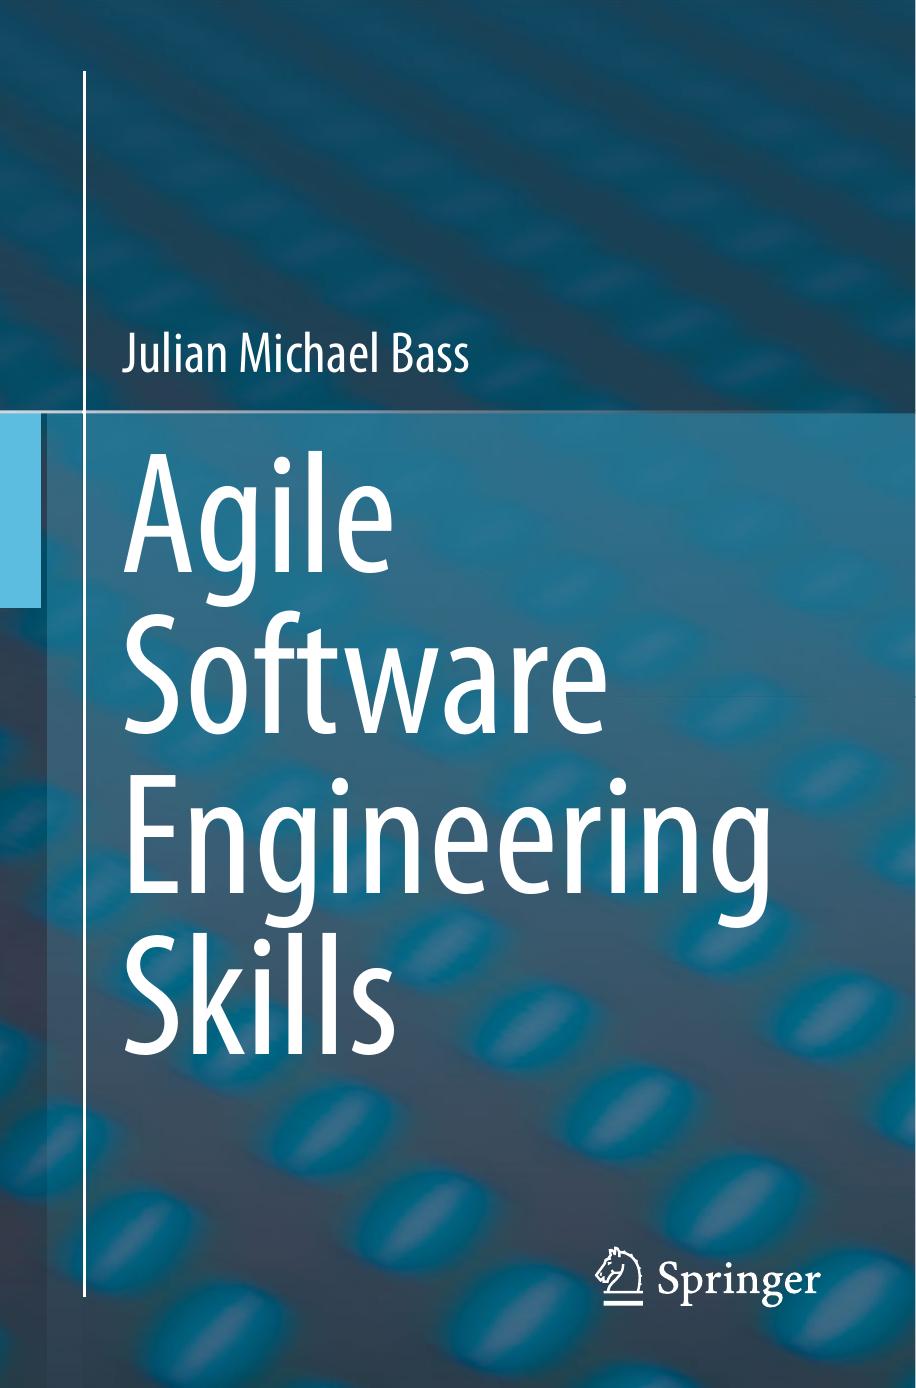 Julian Michael Bass
Agile
Software
Engineering
Skills
Springer